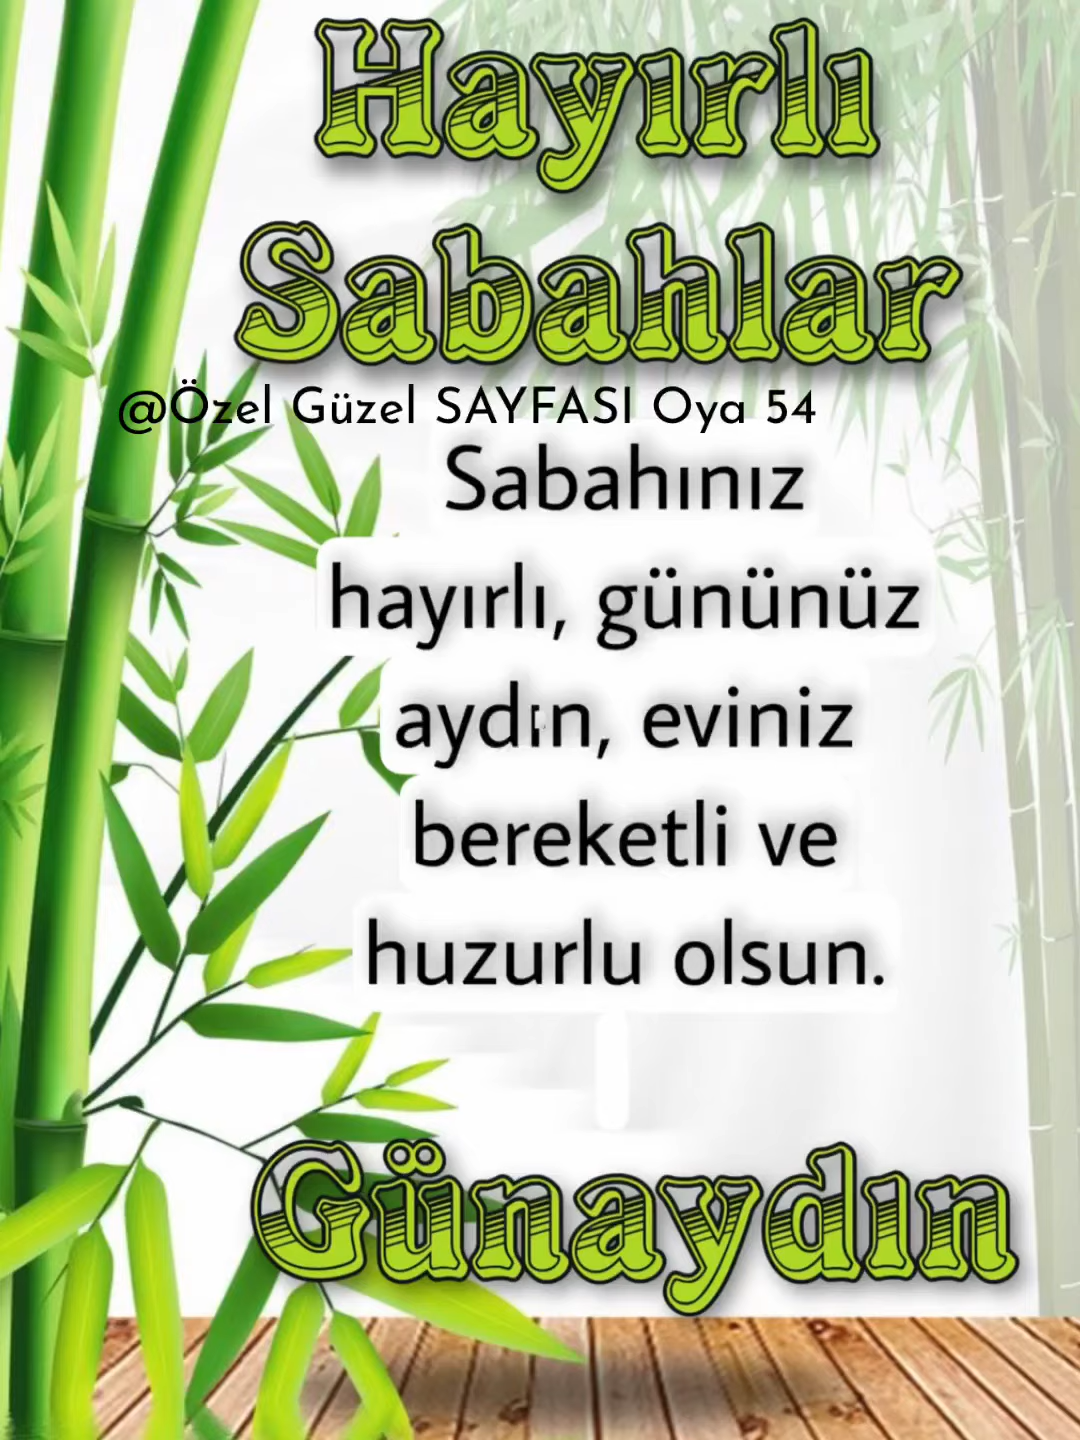 Hayırlı
Sabahlar
@Özel Güzel SAYFASI Oya 54
Sabahınız
hayırlı, gününüz
aydın, eviniz
bereketli ve
huzurlu olsun.
Günaydın